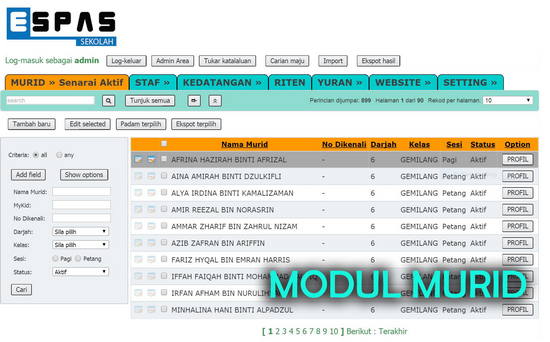 ESPAS
SEKOLAH
Log-masuk sebagai admin Log-keluar Admin Area Tukar katalaluan Carian maju Import Ekspot hasil
MURID » Senarai Aktif STAF » KEDATANGAN » RITEN YURAN » WEBSITE » SETTING »
search Tunjuk semua Perincian dijumpai: 899 Halaman 1 dari 90 Rekod per halaman: 10
Tambah baru Edit selected Padam terpilih Ekspot terpilih
Criteria: all any
Add field Show options
Nama Murid:
MyKid:
No Dikenali:
Darjah: Sila pilih
Kelas: Sila pilih
Sesi: Pagi Petang
Status: Aktif
Cari
Nama Murid No Dikenali Darjah Kelas Sesi Status Option
AFRINA HAZIRAH BINTI AFRIZAL - 6 GEMILANG Pagi Aktif PROFIL
AINA AMIRAH BINTI DZULKIFLI - 6 GEMILANG Petang Aktif PROFIL
ALYA IRDINA BINTI KAMALIZAMAN - 6 GEMILANG Petang Aktif PROFIL
AMIR REEZAL BIN NORASRIN - 6 GEMILANG Petang Aktif PROFIL
AMMAR ZHARIF BIN ZAHRUL NIZAM - 6 GEMILANG Petang Aktif PROFIL
AZIB ZAFRAN BIN ARIFFIN - 6 GEMILANG Petang Aktif PROFIL
FARIZ HYQAL BIN EMRAN HARRIS - 6 GEMILANG Petang Aktif PROFIL
IFFAH FAIQAH BINTI
IRFAN AFHAM BIN
MINHALINA HANI BINTI ALPADZUL - 6 GEMILANG Petang Aktif PROFIL
MODUL MURID
[ 1 2 3 4 5 6 7 8 9 10 ] Berikut : Terakhir